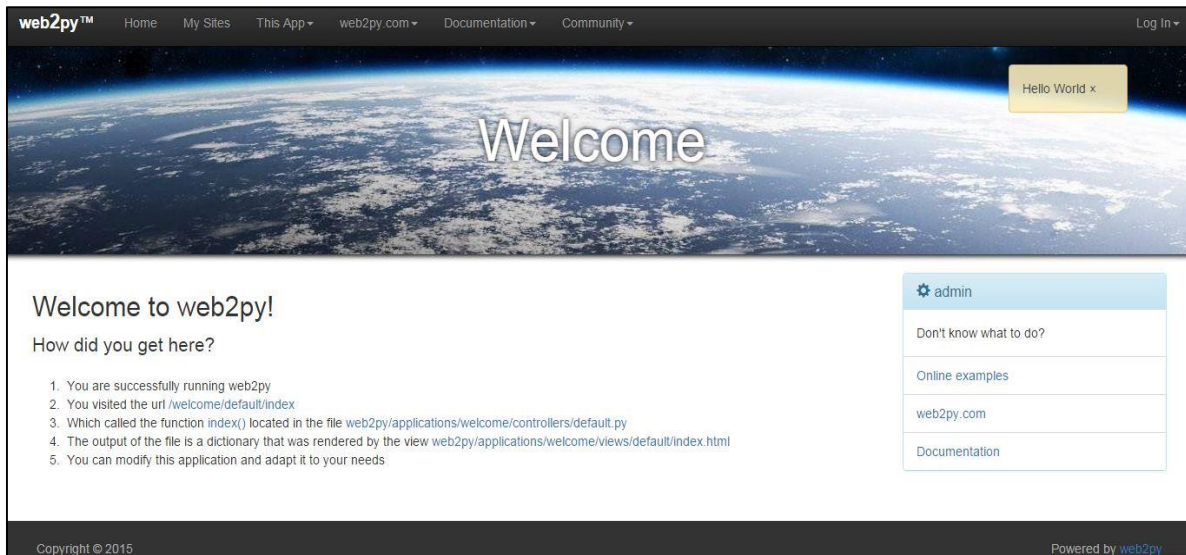 web2py™ Home My Sites This App web2py.com Documentation Community Log In
Hello World ×
Welcome
Welcome to web2py!
How did you get here?
1. You are successfully running web2py
2. You visited the url /welcome/default/index
3. Which called the function index() located in the file web2py/applications/welcome/controllers/default.py
4. The output of the file is a dictionary that was rendered by the view web2py/applications/welcome/views/default/index.html
5. You can modify this application and adapt it to your needs
admin
Don't know what to do?
Online examples
web2py.com
Documentation
Copyright © 2015 Powered by web2py